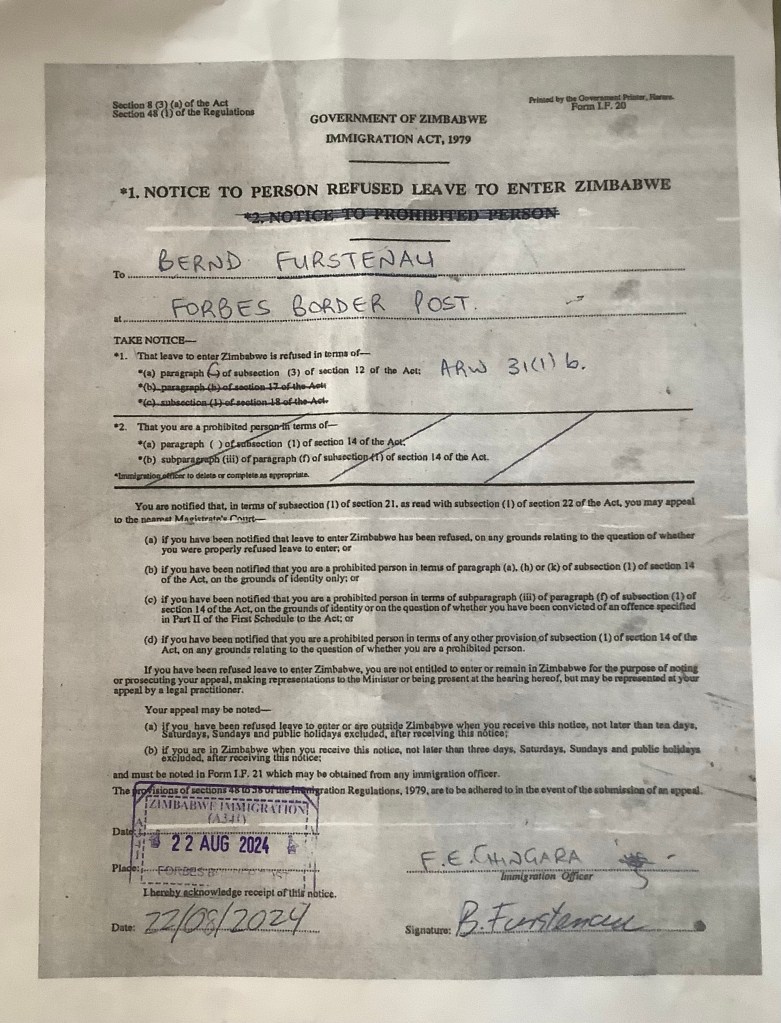 Section 8 (3) (a) of the Act
Section 48 (1) of the Regulations
Printed by the Government Printer, Harare.
Form I.F. 20
GOVERNMENT OF ZIMBABWE
IMMIGRATION ACT, 1979
*1. NOTICE TO PERSON REFUSED LEAVE TO ENTER ZIMBABWE
*2. NOTICE TO PROHIBITED PERSON
To BERND FURSTENAU
at FORBES BORDER POST.
TAKE NOTICE—
*1. That leave to enter Zimbabwe is refused in terms of—
*(a) paragraph of subsection (3) of section 12 of the Act; ARW 31(1) b.
*(b) paragraph (h) of section 17 of the Act;
*(c) subsection (1) of section 18 of the Act.
*2. That you are a prohibited person in terms of—
*(a) paragraph ( ) of subsection (1) of section 14 of the Act;
*(b) subparagraph (iii) of paragraph (f) of subsection (1) of section 14 of the Act.
*Immigration officer to delete or complete as appropriate.
You are notified that, in terms of subsection (1) of section 21, as read with subsection (1) of section 22 of the Act, you may appeal
to the nearest Magistrate's Court—
(a) if you have been notified that leave to enter Zimbabwe has been refused, on any grounds relating to the question of whether
you were properly refused leave to enter; or
(b) if you have been notified that you are a prohibited person in terms of paragraph (a), (h) or (k) of subsection (1) of section 14
of the Act, on the grounds of identity only; or
(c) if you have been notified that you are a prohibited person in terms of subparagraph (iii) of paragraph (f) of subsection (1) of
section 14 of the Act, on the grounds of identity or on the question of whether you have been convicted of an offence specified
in Part II of the First Schedule to the Act; or
(d) if you have been notified that you are a prohibited person in terms of any other provision of subsection (1) of section 14 of the
Act, on any grounds relating to the question of whether you are a prohibited person.
If you have been refused leave to enter Zimbabwe, you are not entitled to enter or remain in Zimbabwe for the purpose of noting
or prosecuting your appeal, making representations to the Minister or being present at the hearing hereof, but may be represented at your
appeal by a legal practitioner.
Your appeal may be noted—
(a) if you have been refused leave to enter or are outside Zimbabwe when you receive this notice, not later than ten days,
Saturdays, Sundays and public holidays excluded, after receiving this notice;
(b) if you are in Zimbabwe when you receive this notice, not later than three days, Saturdays, Sundays and public holidays
excluded, after receiving this notice;
and must be noted in Form I.F. 21 which may be obtained from any immigration officer.
The provisions of sections 48 to 58 of the Immigration Regulations, 1979, are to be adhered to in the event of the submission of an appeal.
ZIMBABWE IMMIGRATION
(A341)
Date:
22 AUG 2024
Place: FORBES
F.E. CHINGARA
Immigration Officer
I hereby acknowledge receipt of this notice.
Date: 22/08/2024
Signature: B. Furstenau